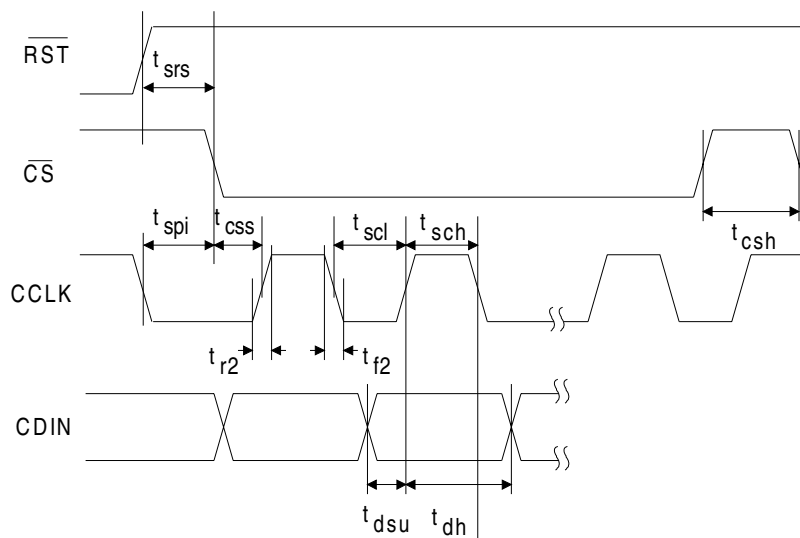 RST
t srs
CS
t spi
t css
t scl
t sch
t csh
CCLK
t r2
t f2
CDIN
t dsu
t dh